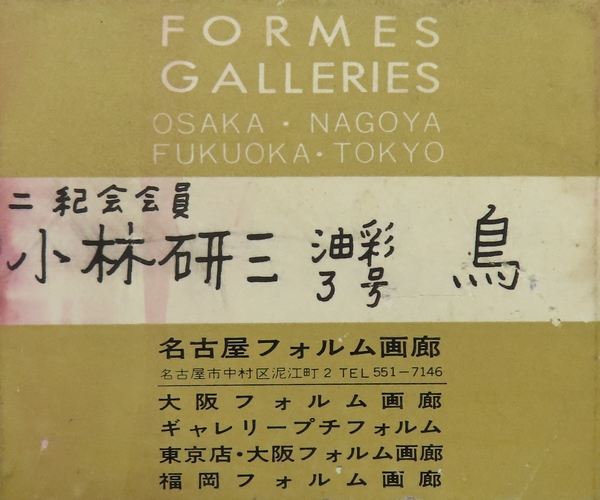 FORMES
GALLERIES
OSAKA・NAGOYA
FUKUOKA・TOKYO
二紀会会員
小林研三 油彩 3号 鳥
名古屋フォルム画廊
名古屋市中村区泥江町2 TEL551-7146
大阪フォルム画廊
ギャレリープチフォルム
東京店・大阪フォルム画廊
福岡フォルム画廊